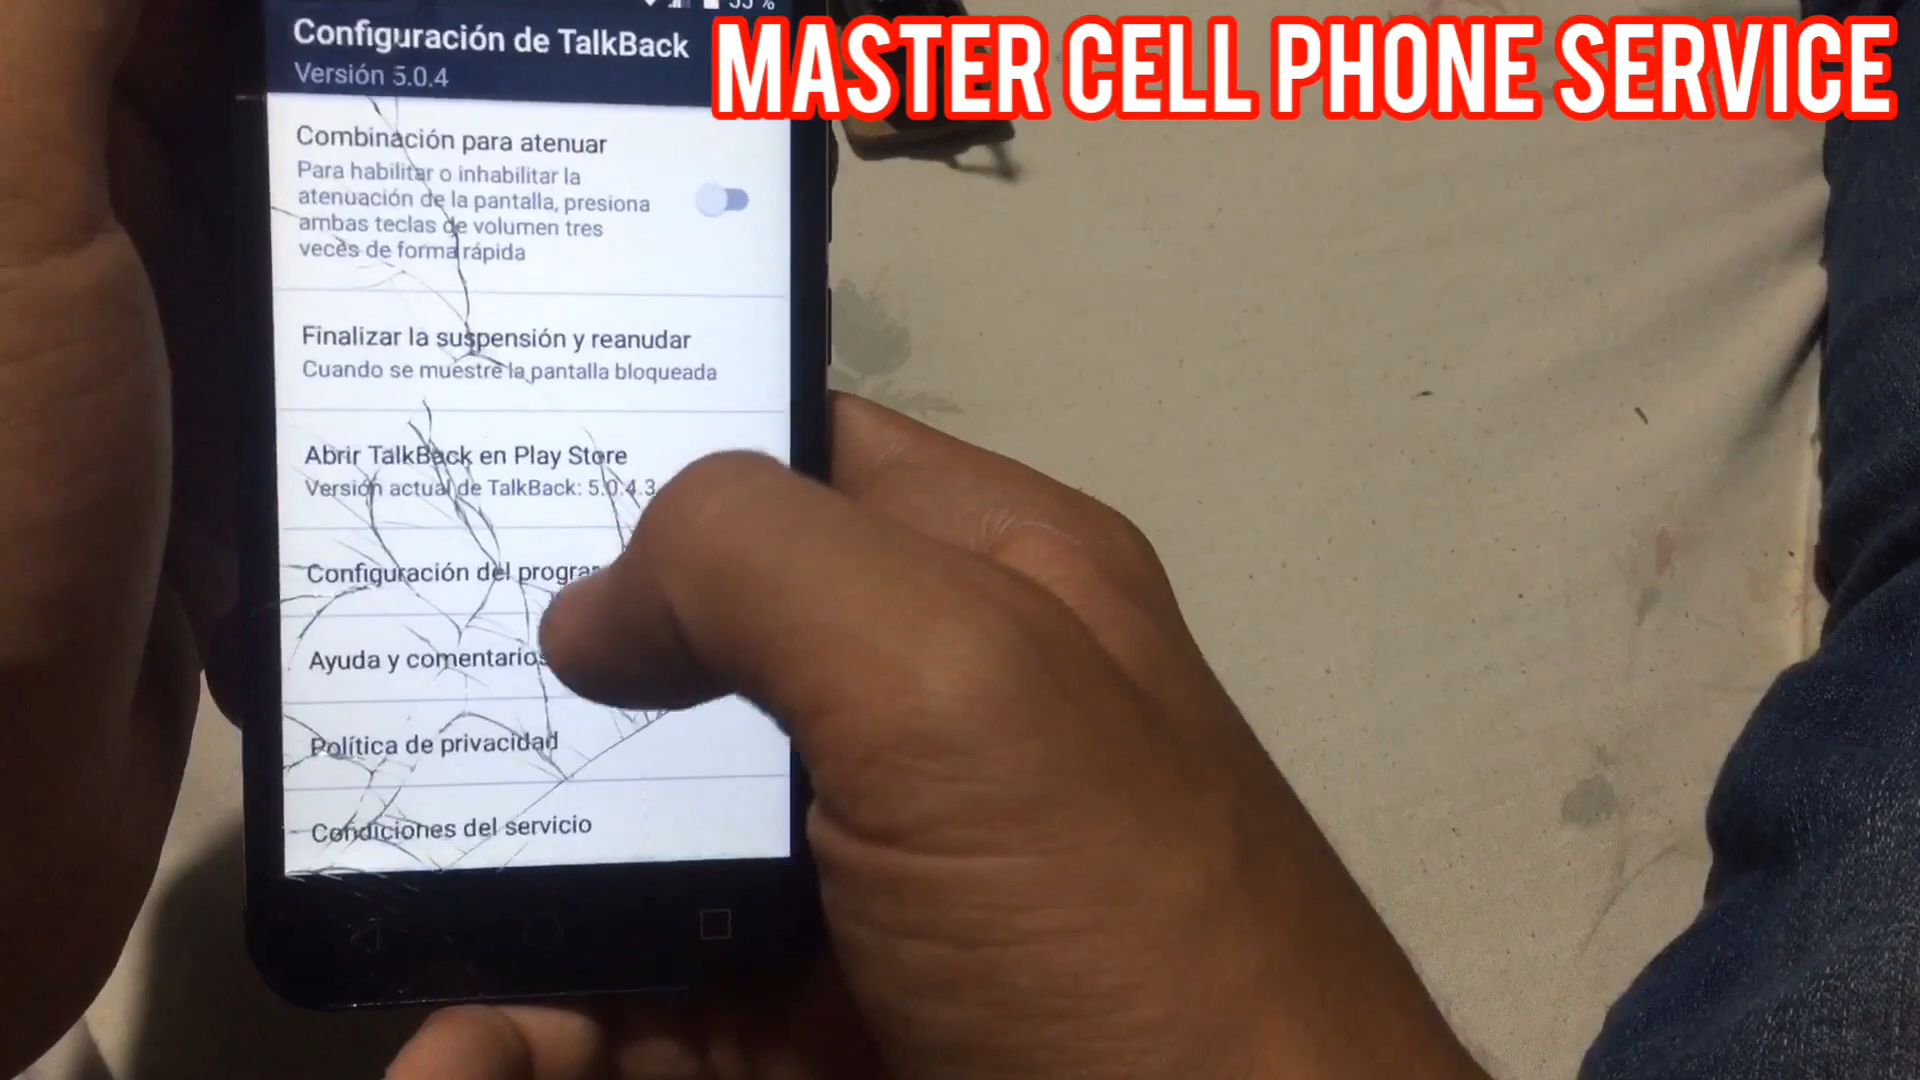 MASTER CELL PHONE SERVICE
Configuración de TalkBack
Versión 5.0.4
Combinación para atenuar
Para habilitar o inhabilitar la
atenuación de la pantalla, presiona
ambas teclas de volumen tres
veces de forma rápida
Finalizar la suspensión y reanudar
Cuando se muestre la pantalla bloqueada
Abrir TalkBack en Play Store
Versión actual de TalkBack: 5.0.4.3
Configuración del
Ayuda y comentarios
Política de privacidad
Condiciones del servicio